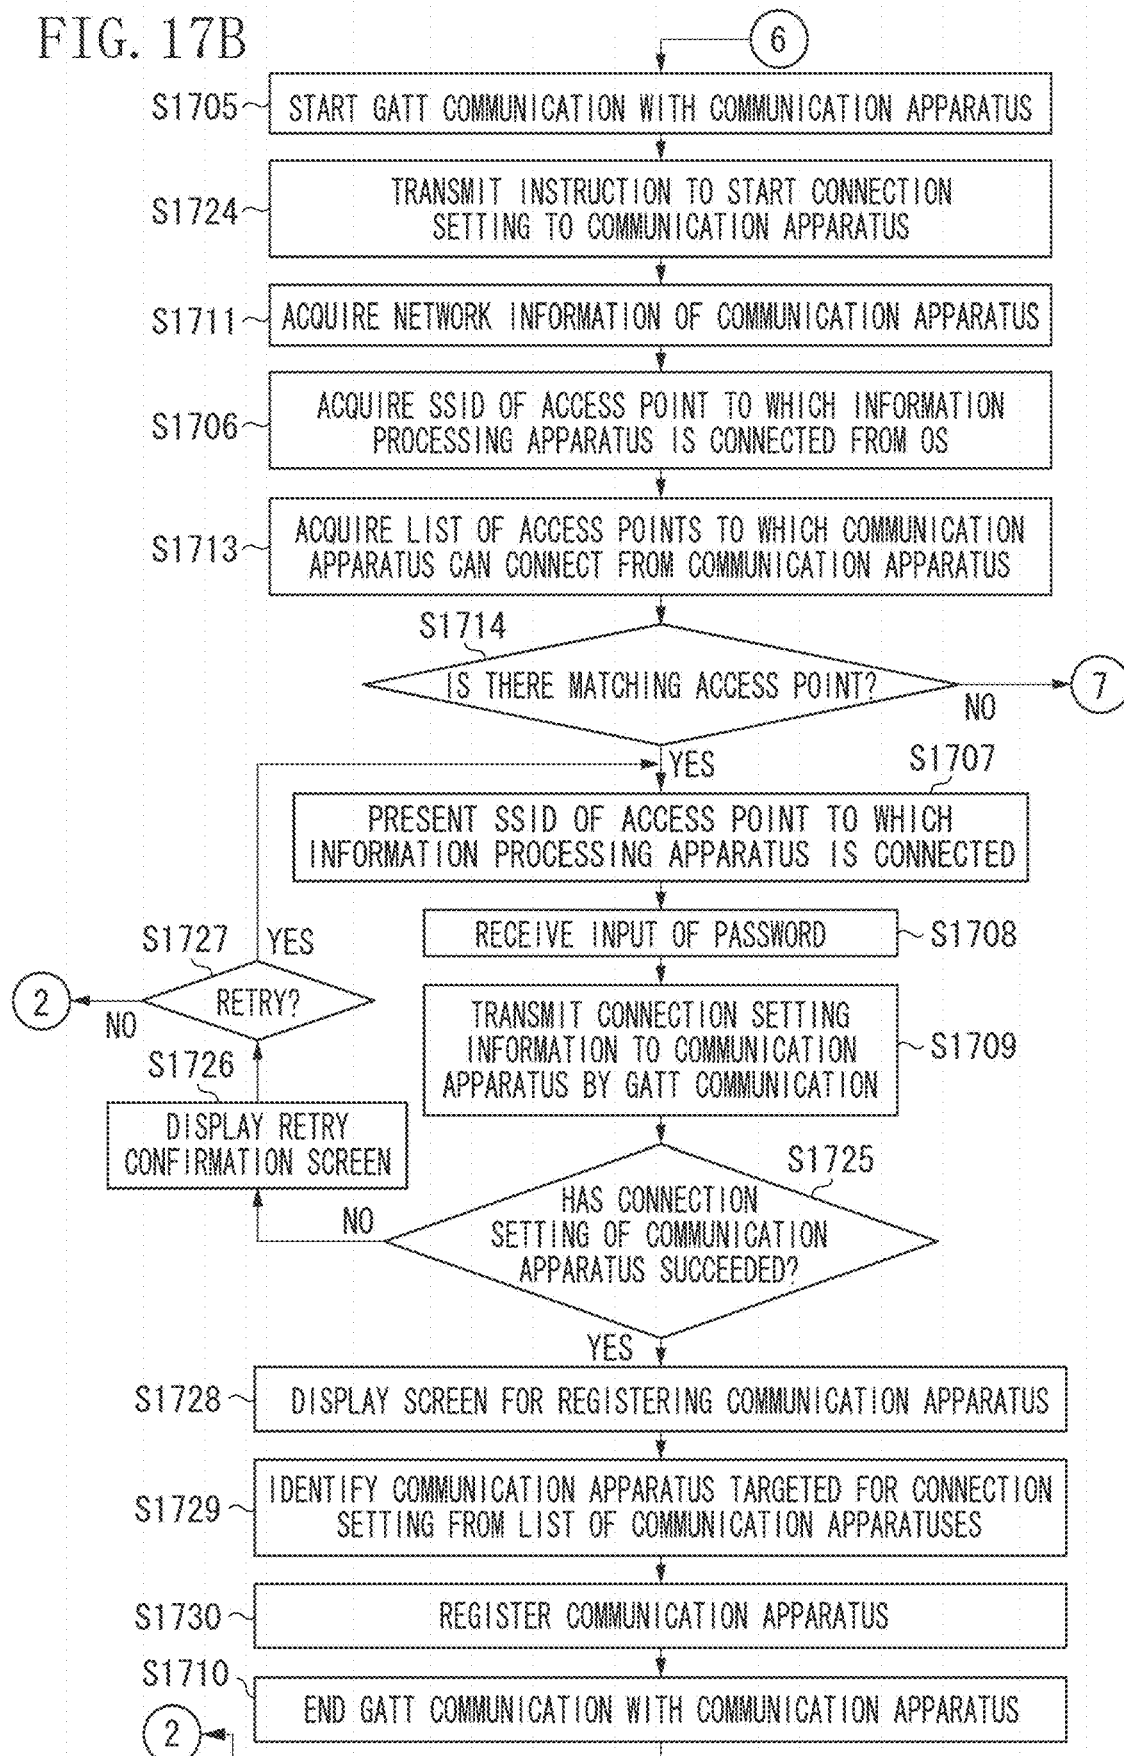 FIG. 17B
6
S1705
START GATT COMMUNICATION WITH COMMUNICATION APPARATUS
S1724
TRANSMIT INSTRUCTION TO START CONNECTION
SETTING TO COMMUNICATION APPARATUS
S1711
ACQUIRE NETWORK INFORMATION OF COMMUNICATION APPARATUS
S1706
ACQUIRE SSID OF ACCESS POINT TO WHICH INFORMATION
PROCESSING APPARATUS IS CONNECTED FROM OS
S1713
ACQUIRE LIST OF ACCESS POINTS TO WHICH COMMUNICATION
APPARATUS CAN CONNECT FROM COMMUNICATION APPARATUS
S1714
IS THERE MATCHING ACCESS POINT?
7
NO
YES
S1707
PRESENT SSID OF ACCESS POINT TO WHICH
INFORMATION PROCESSING APPARATUS IS CONNECTED
RECEIVE INPUT OF PASSWORD
S1708
S1727
YES
2
RETRY?
NO
TRANSMIT CONNECTION SETTING
INFORMATION TO COMMUNICATION
APPARATUS BY GATT COMMUNICATION
S1709
S1726
DISPLAY RETRY
CONFIRMATION SCREEN
S1725
HAS CONNECTION
SETTING OF COMMUNICATION
APPARATUS SUCCEEDED?
NO
YES
S1728
DISPLAY SCREEN FOR REGISTERING COMMUNICATION APPARATUS
S1729
IDENTIFY COMMUNICATION APPARATUS TARGETED FOR CONNECTION
SETTING FROM LIST OF COMMUNICATION APPARATUSES
S1730
REGISTER COMMUNICATION APPARATUS
S1710
END GATT COMMUNICATION WITH COMMUNICATION APPARATUS
2